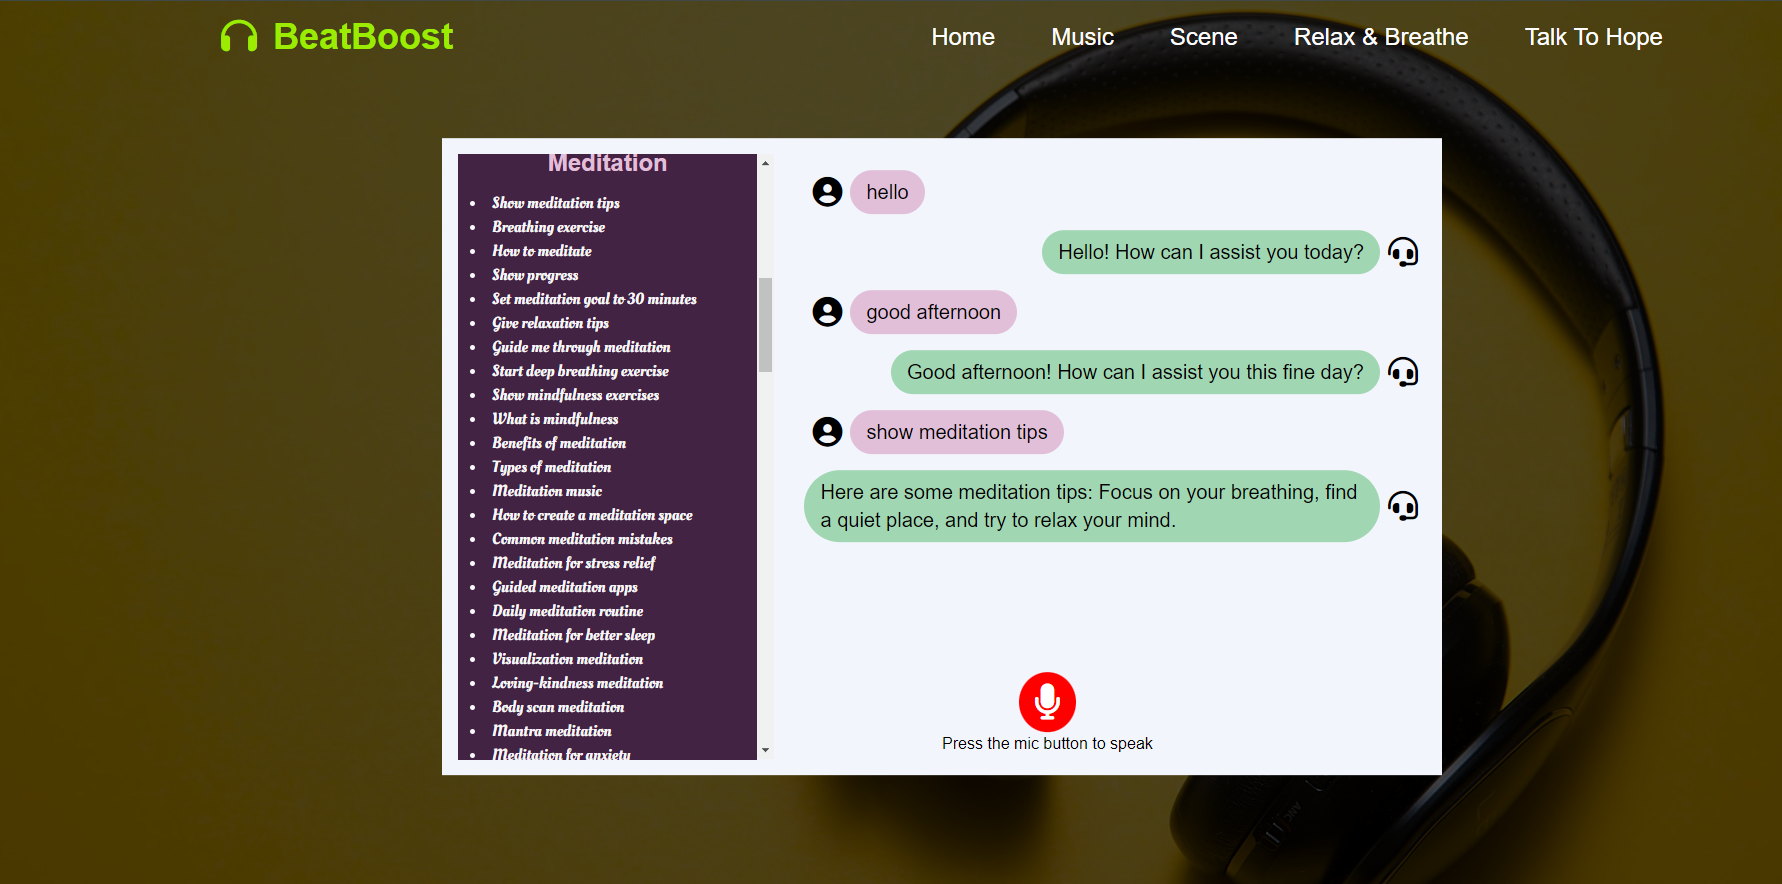 BeatBoost
Home Music Scene Relax & Breathe Talk To Hope
Meditation
Show meditation tips
Breathing exercise
How to meditate
Show progress
Set meditation goal to 30 minutes
Give relaxation tips
Guide me through meditation
Start deep breathing exercise
Show mindfulness exercises
What is mindfulness
Benefits of meditation
Types of meditation
Meditation music
How to create a meditation space
Common meditation mistakes
Meditation for stress relief
Guided meditation apps
Daily meditation routine
Meditation for better sleep
Visualization meditation
Loving-kindness meditation
Body scan meditation
Mantra meditation
Meditation for anxiety
hello
Hello! How can I assist you today?
good afternoon
Good afternoon! How can I assist you this fine day?
show meditation tips
Here are some meditation tips: Focus on your breathing, find
a quiet place, and try to relax your mind.
Press the mic button to speak
ANC